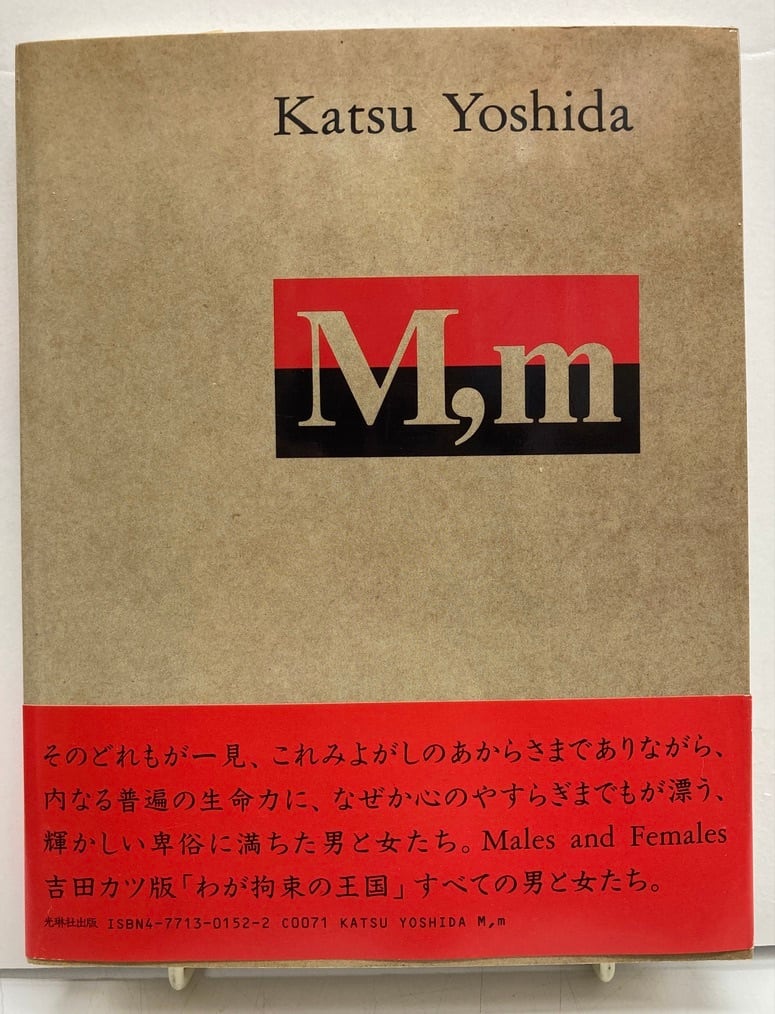 Katsu Yoshida
M,m
そのどれもが一見、これみよがしのあからさまでありながら、
内なる普遍の生命力に、なぜか心のやすらぎまでもが漂う、
輝かしい卑俗に満ちた男と女たち。Males and Females
吉田カツ版「わが拘束の王国」すべての男と女たち。
光琳社出版 ISBN4-7713-0152-2 C0071 KATSU YOSHIDA M,m